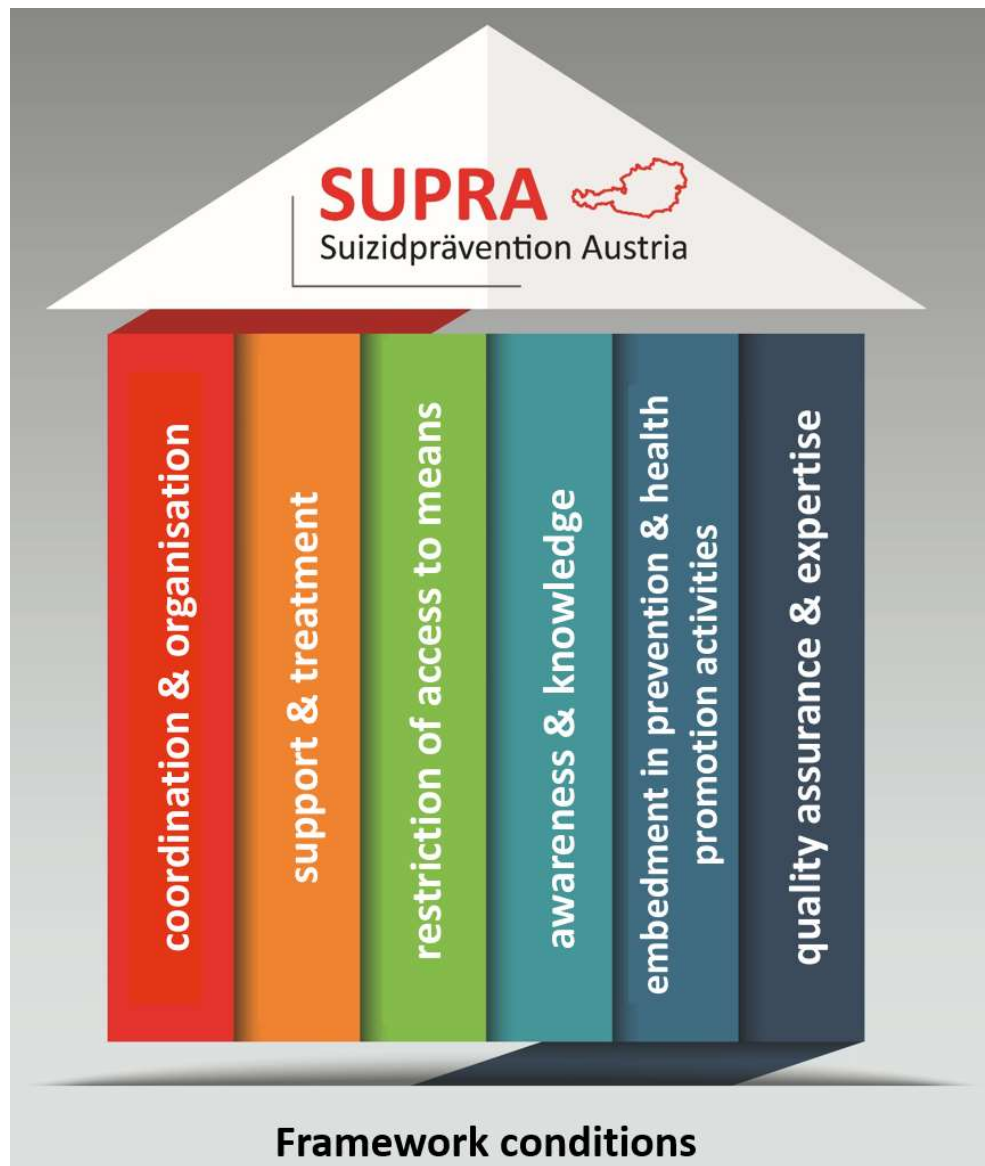 SUPRA
Suizidprävention Austria
coordination & organisation
support & treatment
restriction of access to means
awareness & knowledge
embedment in prevention & health
promotion activities
quality assurance & expertise
Framework conditions